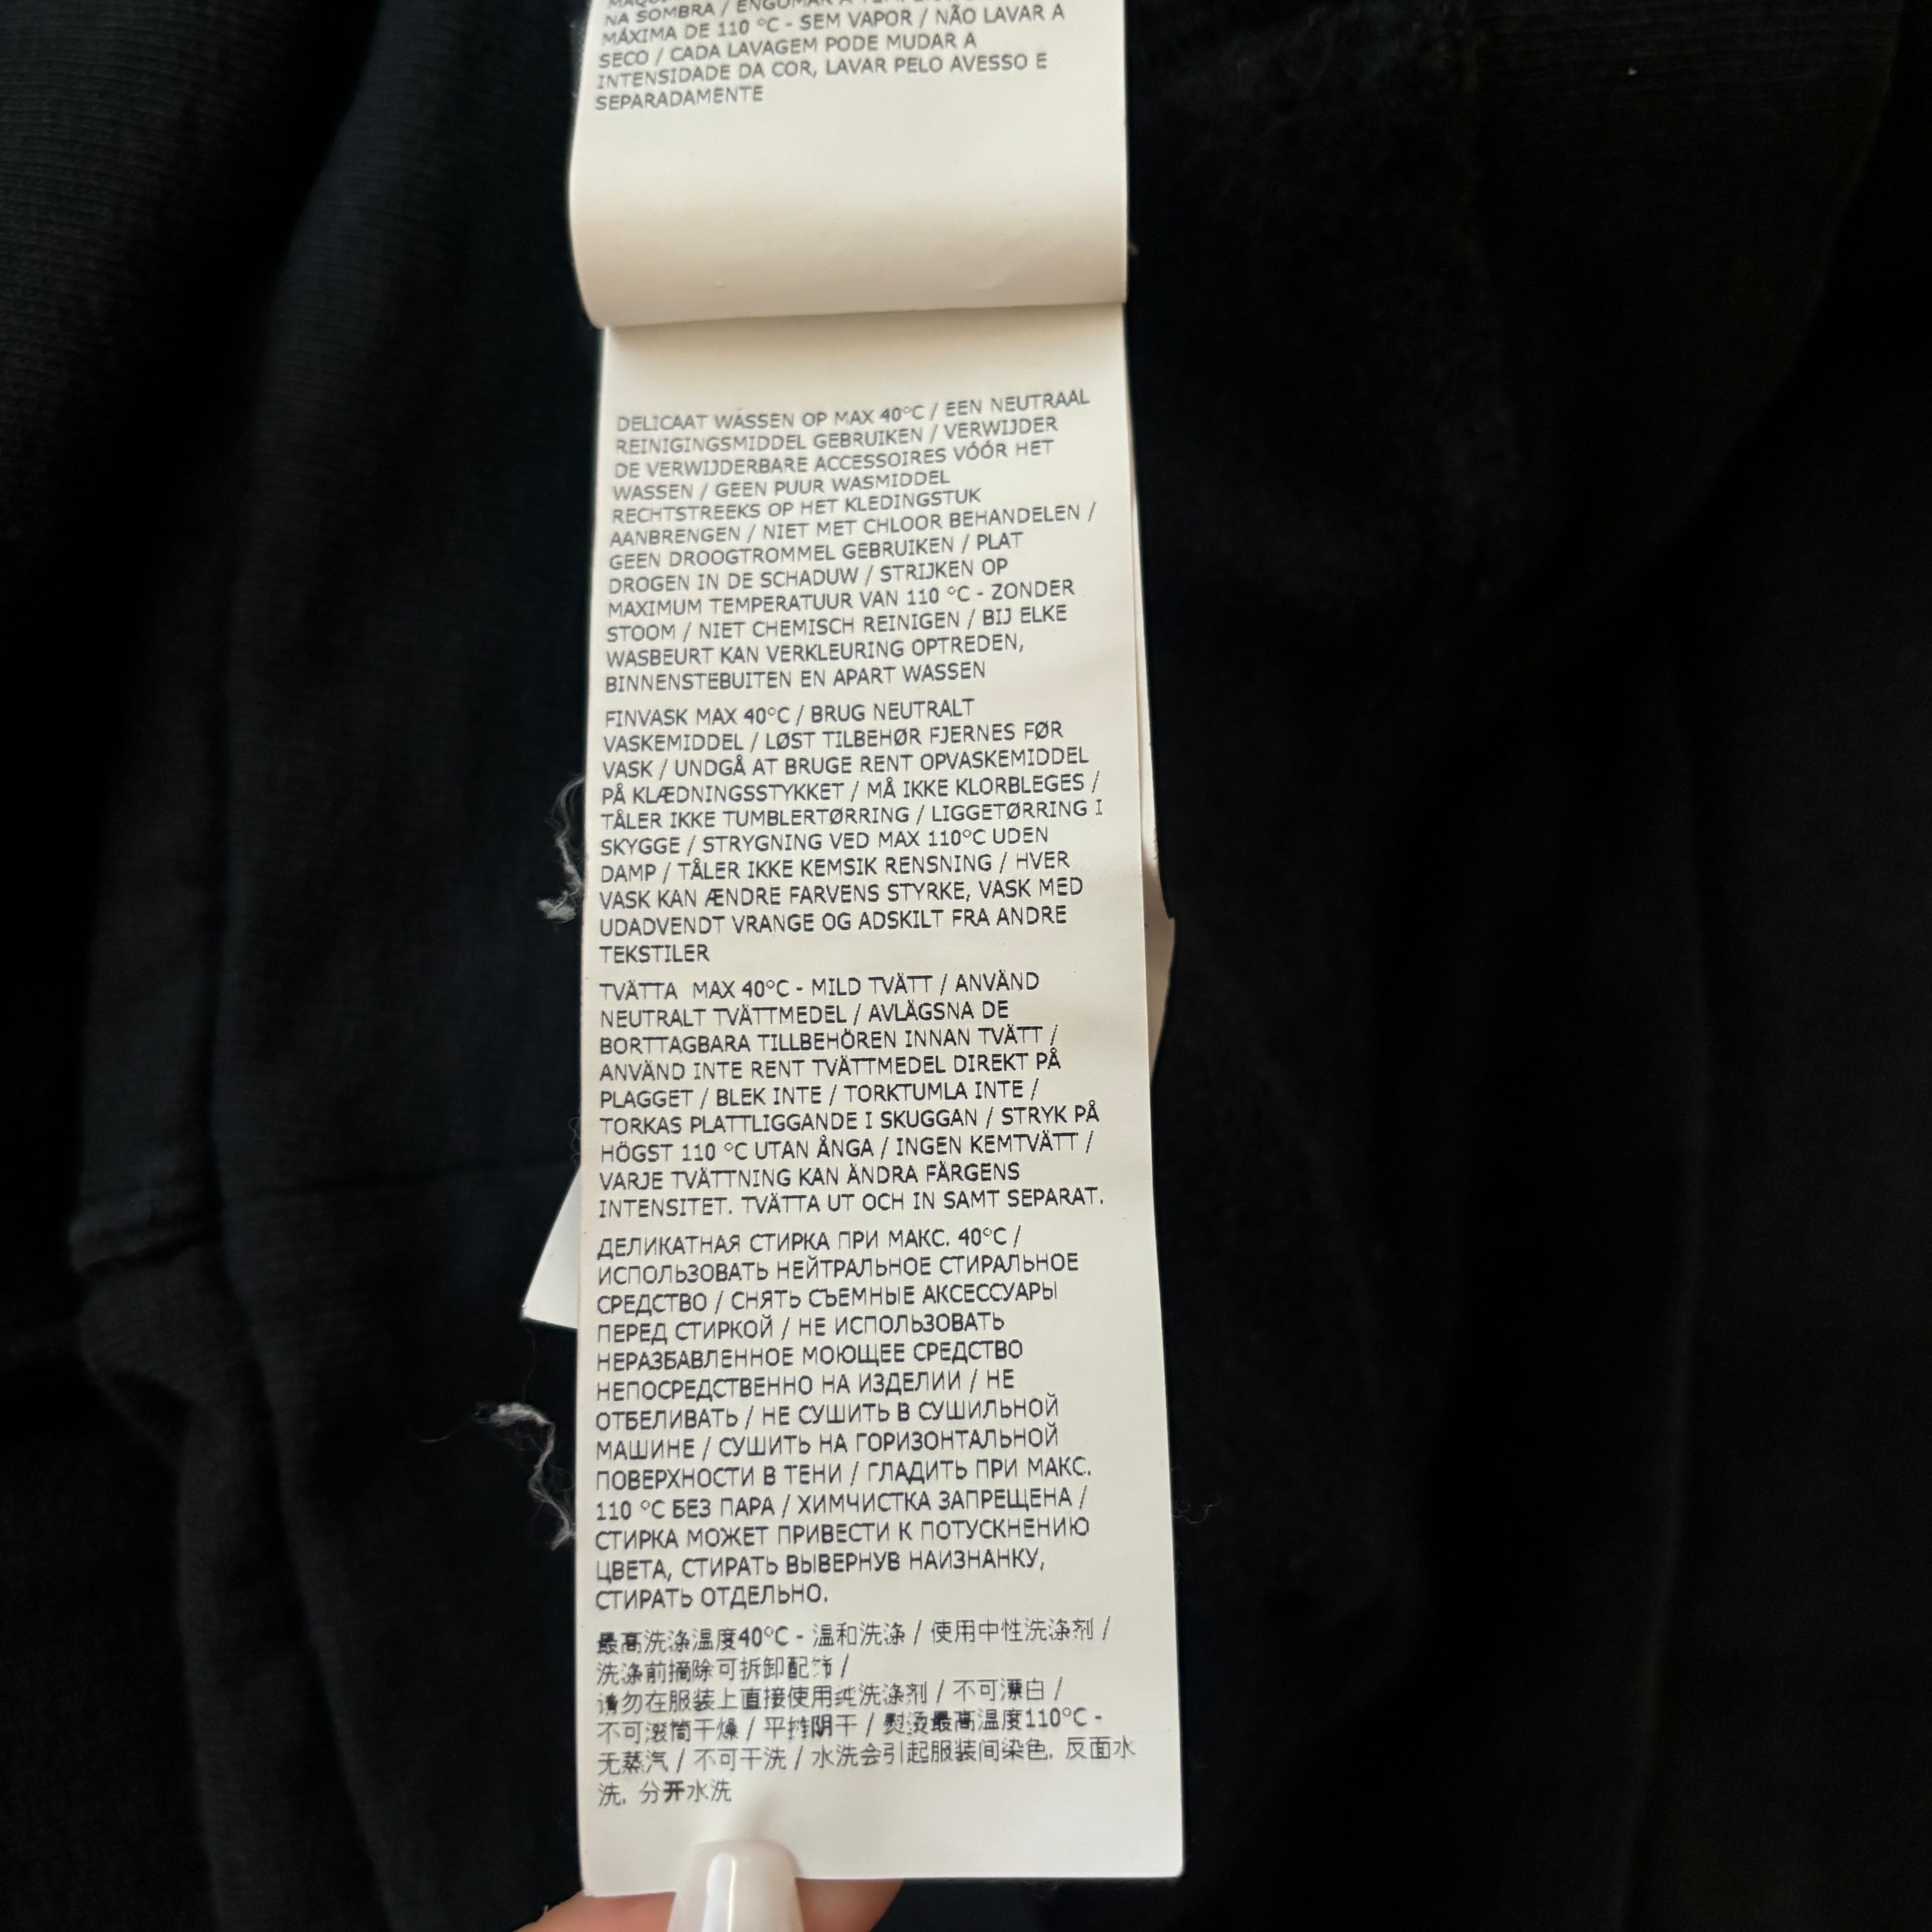 NA SOMBRA / ENGOMAR A
MÁXIMA DE 110 °C - SEM VAPOR / NÃO LAVAR A
SECO / CADA LAVAGEM PODE MUDAR A
INTENSIDADE DA COR, LAVAR PELO AVESSO E
SEPARADAMENTE
DELICAAT WASSEN OP MAX 40°C / EEN NEUTRAAL
REINIGINGSMIDDEL GEBRUIKEN / VERWIJDER
DE VERWIJDERBARE ACCESSOIRES VÓÓR HET
WASSEN / GEEN PUUR WASMIDDEL
RECHTSTREEKS OP HET KLEDINGSTUK
AANBRENGEN / NIET MET CHLOOR BEHANDELEN /
GEEN DROOGTROMMEL GEBRUIKEN / PLAT
DROGEN IN DE SCHADUW / STRIJKEN OP
MAXIMUM TEMPERATUUR VAN 110 °C - ZONDER
STOOM / NIET CHEMISCH REINIGEN / BIJ ELKE
WASBEURT KAN VERKLEURING OPTREDEN,
BINNENSTEBUITEN EN APART WASSEN
FINVASK MAX 40°C / BRUG NEUTRALT
VASKEMIDDEL / LØST TILBEHØR FJERNES FØR
VASK / UNDGÅ AT BRUGE RENT OPVASKEMIDDEL
PÅ KLÆDNINGSSTYKKET / MÅ IKKE KLORBLEGES /
TÅLER IKKE TUMBLERTØRRING / LIGGETØRRING I
SKYGGE / STRYGNING VED MAX 110°C UDEN
DAMP / TÅLER IKKE KEMSIK RENSNING / HVER
VASK KAN ÆNDRE FARVENS STYRKE, VASK MED
UDADVENDT VRANGE OG ADSKILT FRA ANDRE
TEKSTILER
TVÄTTA  MAX 40°C - MILD TVÄTT / ANVÄND
NEUTRALT TVÄTTMEDEL / AVLÄGSNA DE
BORTTAGBARA TILLBEHÖREN INNAN TVÄTT /
ANVÄND INTE RENT TVÄTTMEDEL DIREKT PÅ
PLAGGET / BLEK INTE / TORKTUMLA INTE /
TORKAS PLATTLIGGANDE I SKUGGAN / STRYK PÅ
HÖGST 110 °C UTAN ÅNGA / INGEN KEMTVÄTT /
VARJE TVÄTTNING KAN ÄNDRA FÄRGENS
INTENSITET. TVÄTTA UT OCH IN SAMT SEPARAT.
ДЕЛИКАТНАЯ СТИРКА ПРИ МАКС. 40°C /
ИСПОЛЬЗОВАТЬ НЕЙТРАЛЬНОЕ СТИРАЛЬНОЕ
СРЕДСТВО / СНЯТЬ СЪЕМНЫЕ АКСЕССУАРЫ
ПЕРЕД СТИРКОЙ / НЕ ИСПОЛЬЗОВАТЬ
НЕРАЗБАВЛЕННОЕ МОЮЩЕЕ СРЕДСТВО
НЕПОСРЕДСТВЕННО НА ИЗДЕЛИИ / НЕ
ОТБЕЛИВАТЬ / НЕ СУШИТЬ В СУШИЛЬНОЙ
МАШИНЕ / СУШИТЬ НА ГОРИЗОНТАЛЬНОЙ
ПОВЕРХНОСТИ В ТЕНИ / ГЛАДИТЬ ПРИ МАКС.
110 °C БЕЗ ПАРА / ХИМЧИСТКА ЗАПРЕЩЕНА /
СТИРКА МОЖЕТ ПРИВЕСТИ К ПОТУСКНЕНИЮ
ЦВЕТА, СТИРАТЬ ВЫВЕРНУВ НАИЗНАНКУ,
СТИРАТЬ ОТДЕЛЬНО.
最高洗涤温度40°C - 温和洗涤 / 使用中性洗涤剂 /
洗涤前摘除可拆卸配饰 /
请勿在服装上直接使用纯洗涤剂 / 不可漂白 /
不可滚筒干燥 / 平摊阴干 / 熨烫最高温度110°C -
无蒸汽 / 不可干洗 / 水洗会引起服装间染色. 反面水
洗. 分开水洗